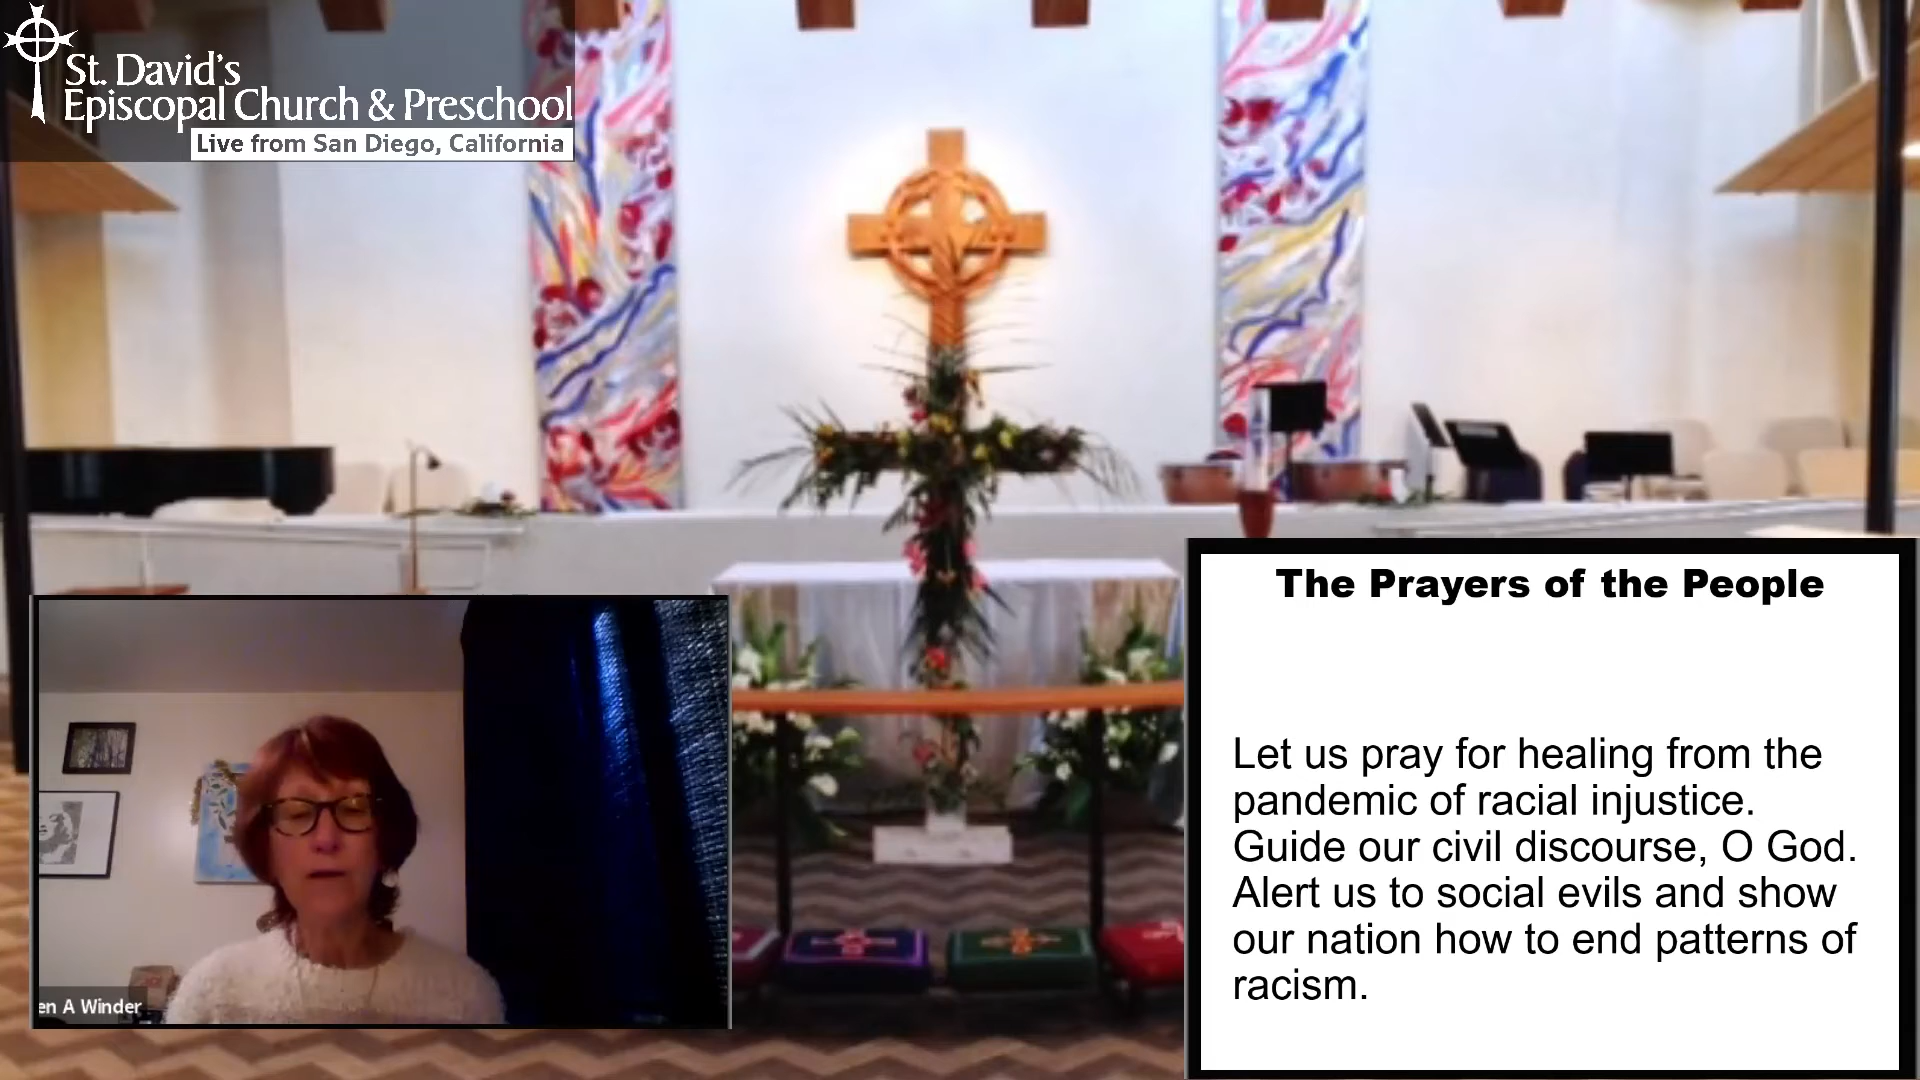 St. David's
Episcopal Church & Preschool
Live from San Diego, California
The Prayers of the People
Let us pray for healing from the
pandemic of racial injustice.
Guide our civil discourse, O God.
Alert us to social evils and show
our nation how to end patterns of
racism.
en A Winder